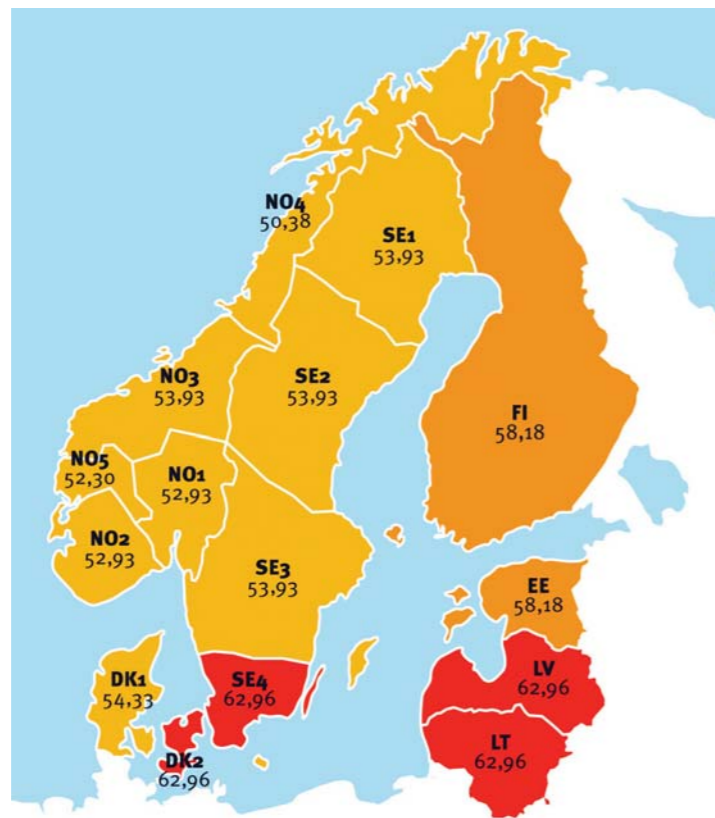 NO4
50,38
SE1
53,93
NO3
53,93
SE2
53,93
FI
58,18
NO5
52,30
NO1
52,93
NO2
52,93
SE3
53,93
EE
58,18
DK1
54,33
SE4
62,96
LV
62,96
DK2
62,96
LT
62,96